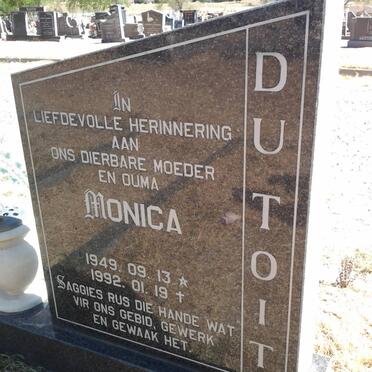 IN
LIEFDEVOLLE HERINNERING
AAN
ONS DIERBARE MOEDER
EN OUMA
MONICA
1949. 09. 13 ★
1992. 01. 19 †
SAGGIES RUS DIE HANDE WAT
VIR ONS GEBID, GEWERK
EN GEWAAK HET.
DU TOIT